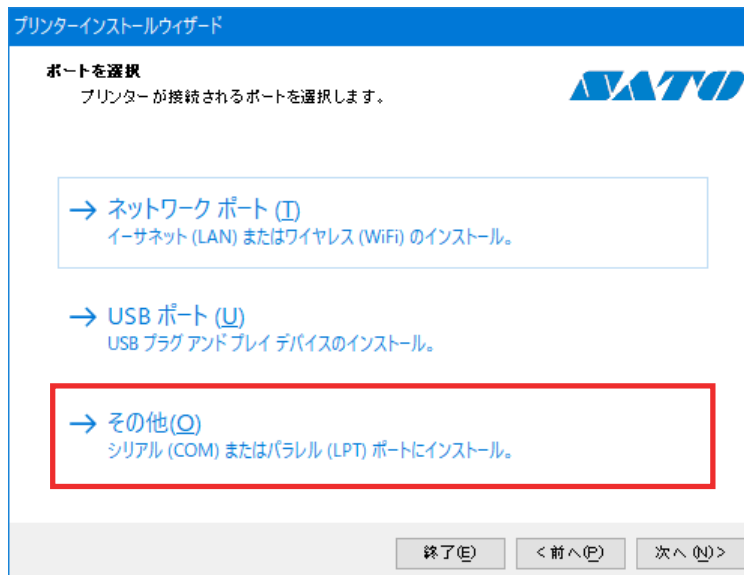 プリンターインストールウィザード
ポートを選択
プリンターが接続されるポートを選択します。
SATO
→ ネットワーク ポート (T)
イーサネット (LAN) またはワイヤレス (WiFi) のインストール。
→ USB ポート (U)
USB プラグ アンド プレイ デバイスのインストール。
→ その他(O)
シリアル (COM) またはパラレル (LPT) ポートにインストール。
終了(E) <前へ(P) 次へ(N)>